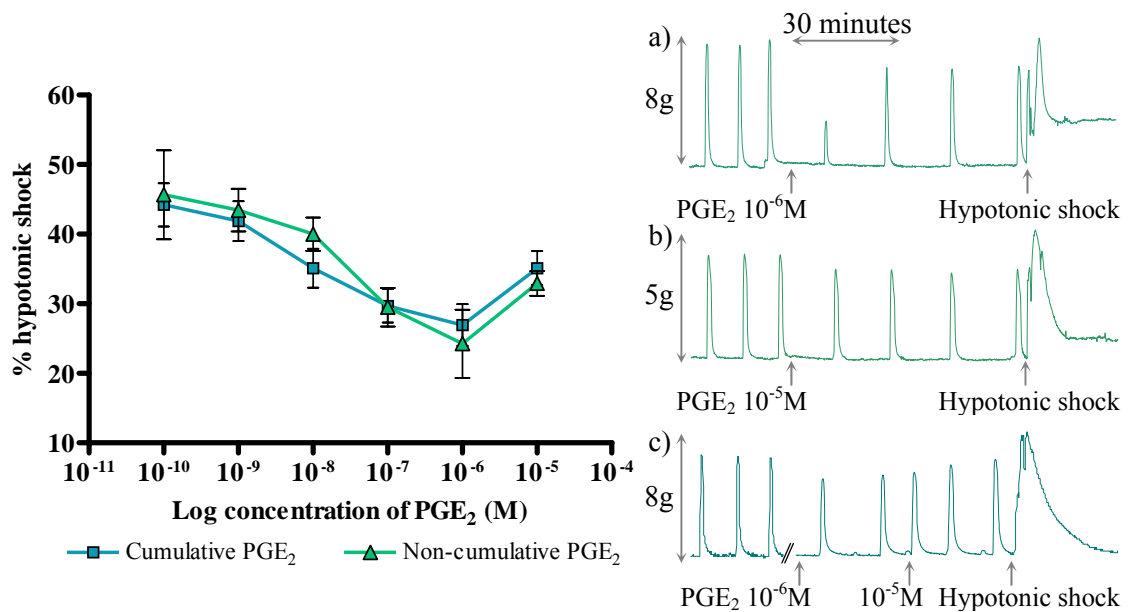 60
50
40
30
20
10
% hypotonic shock
10⁻¹¹ 10⁻¹⁰ 10⁻⁹ 10⁻⁸ 10⁻⁷ 10⁻⁶ 10⁻⁵ 10⁻⁴
Log concentration of PGE₂ (M)
Cumulative PGE₂ Non-cumulative PGE₂
30 minutes
a)
8g
PGE₂ 10⁻⁶M Hypotonic shock
b)
5g
PGE₂ 10⁻⁵M Hypotonic shock
c)
8g
PGE₂ 10⁻⁶M 10⁻⁵M Hypotonic shock